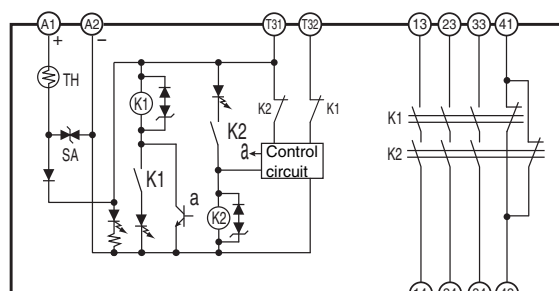 A1 A2 T31 T32 13 23 33 41
+ −
TH
K1 K2 K1
K2 K1
a Control
circuit
SA
K1 a
K2
K2